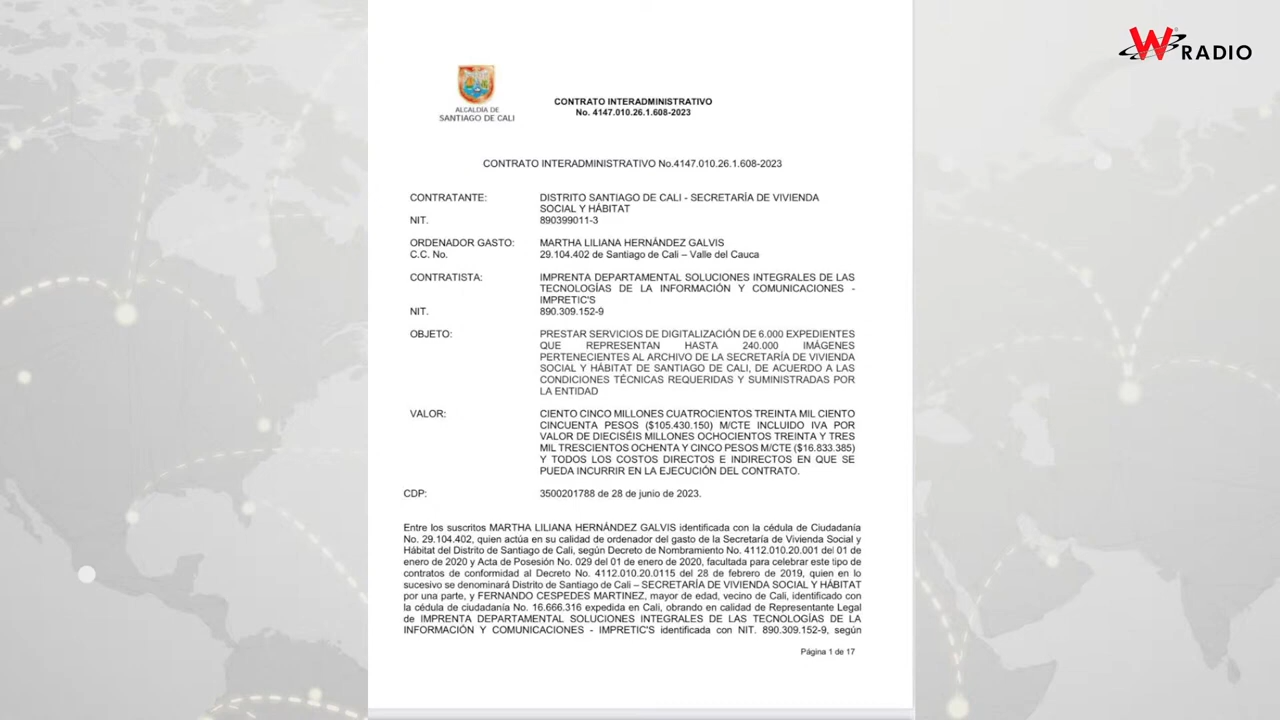 W RADIO
ALCALDÍA DE
SANTIAGO DE CALI
CONTRATO INTERADMINISTRATIVO
No. 4147.010.26.1.608-2023
CONTRATO INTERADMINISTRATIVO No.4147.010.26.1.608-2023
CONTRATANTE: DISTRITO SANTIAGO DE CALI - SECRETARÍA DE VIVIENDA
SOCIAL Y HÁBITAT
NIT. 890399011-3
ORDENADOR GASTO: MARTHA LILIANA HERNÁNDEZ GALVIS
C.C. No. 29.104.402 de Santiago de Cali – Valle del Cauca
CONTRATISTA: IMPRENTA DEPARTAMENTAL SOLUCIONES INTEGRALES DE LAS
TECNOLOGÍAS DE LA INFORMACIÓN Y COMUNICACIONES -
IMPRETIC'S
NIT. 890.309.152-9
OBJETO: PRESTAR SERVICIOS DE DIGITALIZACIÓN DE 6.000 EXPEDIENTES
QUE REPRESENTAN HASTA 240.000 IMÁGENES
PERTENECIENTES AL ARCHIVO DE LA SECRETARÍA DE VIVIENDA
SOCIAL Y HÁBITAT DE SANTIAGO DE CALI, DE ACUERDO A LAS
CONDICIONES TÉCNICAS REQUERIDAS Y SUMINISTRADAS POR
LA ENTIDAD
VALOR: CIENTO CINCO MILLONES CUATROCIENTOS TREINTA MIL CIENTO
CINCUENTA PESOS ($105.430.150) M/CTE INCLUIDO IVA POR
VALOR DE DIECISÉIS MILLONES OCHOCIENTOS TREINTA Y TRES
MIL TRESCIENTOS OCHENTA Y CINCO PESOS M/CTE ($16.833.385)
Y TODOS LOS COSTOS DIRECTOS E INDIRECTOS EN QUE SE
PUEDA INCURRIR EN LA EJECUCIÓN DEL CONTRATO.
CDP: 3500201788 de 28 de junio de 2023.
Entre los suscritos MARTHA LILIANA HERNÁNDEZ GALVIS identificada con la cédula de Ciudadanía
No. 29.104.402, quien actúa en su calidad de ordenador del gasto de la Secretaría de Vivienda Social y
Hábitat del Distrito de Santiago de Cali, según Decreto de Nombramiento No. 4112.010.20.001 del 01 de
enero de 2020 y Acta de Posesión No. 029 del 01 de enero de 2020, facultada para celebrar este tipo de
contratos de conformidad al Decreto No. 4112.010.20.0115 del 28 de febrero de 2019, quien en lo
sucesivo se denominará Distrito de Santiago de Cali – SECRETARÍA DE VIVIENDA SOCIAL Y HÁBITAT
por una parte, y FERNANDO CESPEDES MARTINEZ, mayor de edad, vecino de Cali, identificado con
la cédula de ciudadanía No. 16.666.316 expedida en Cali, obrando en calidad de Representante Legal
de IMPRENTA DEPARTAMENTAL SOLUCIONES INTEGRALES DE LAS TECNOLOGÍAS DE LA
INFORMACIÓN Y COMUNICACIONES - IMPRETIC'S identificada con NIT. 890.309.152-9, según
Página 1 de 17